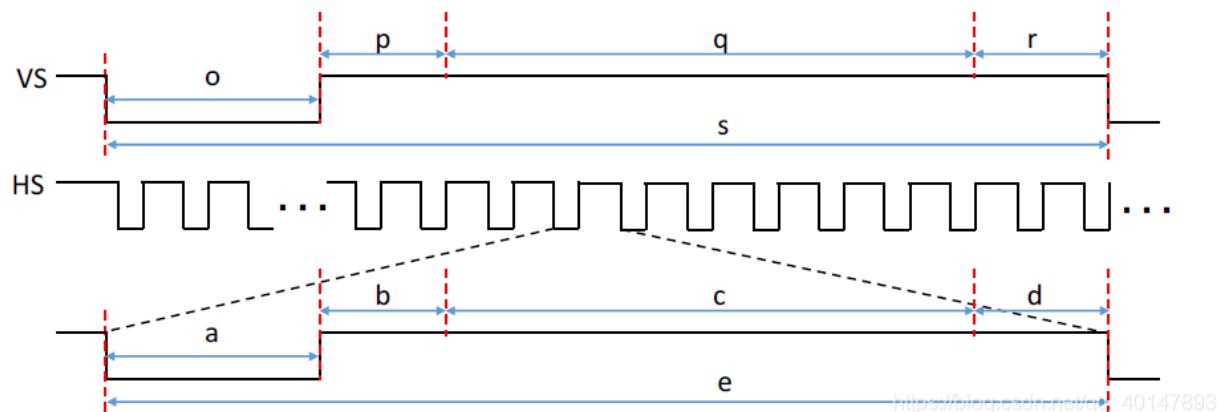 p q r
VS
o
s
HS
...
...
b c d
a
e
https://blog.csdn.net/qq_40147893